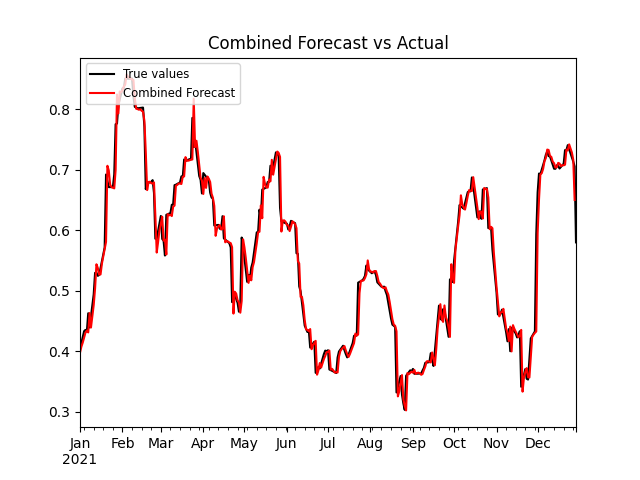 Combined Forecast vs Actual
True values
Combined Forecast
0.8
0.7
0.6
0.5
0.4
0.3
Jan Feb Mar Apr May Jun Jul Aug Sep Oct Nov Dec
2021